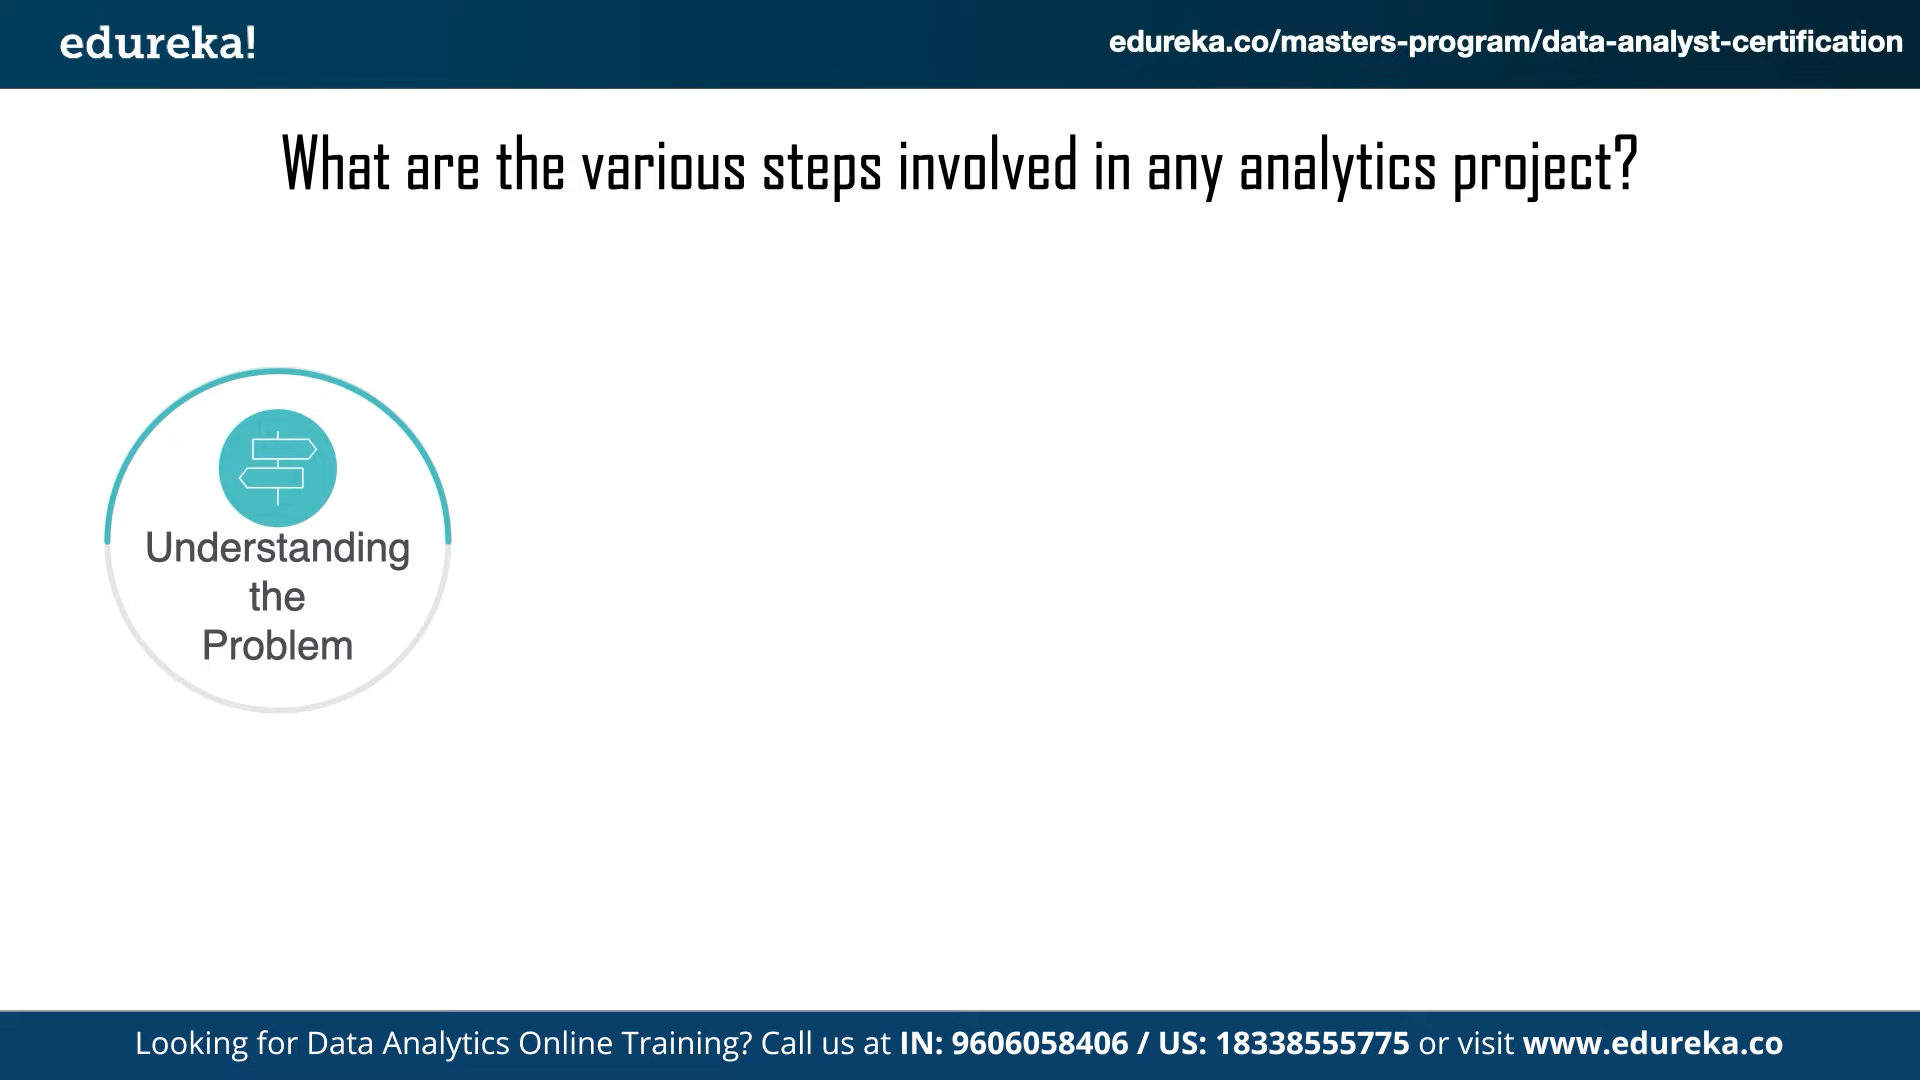 edureka!
edureka.co/masters-program/data-analyst-certification
What are the various steps involved in any analytics project?
Understanding
the
Problem
Looking for Data Analytics Online Training? Call us at IN: 9606058406 / US: 18338555775 or visit www.edureka.co